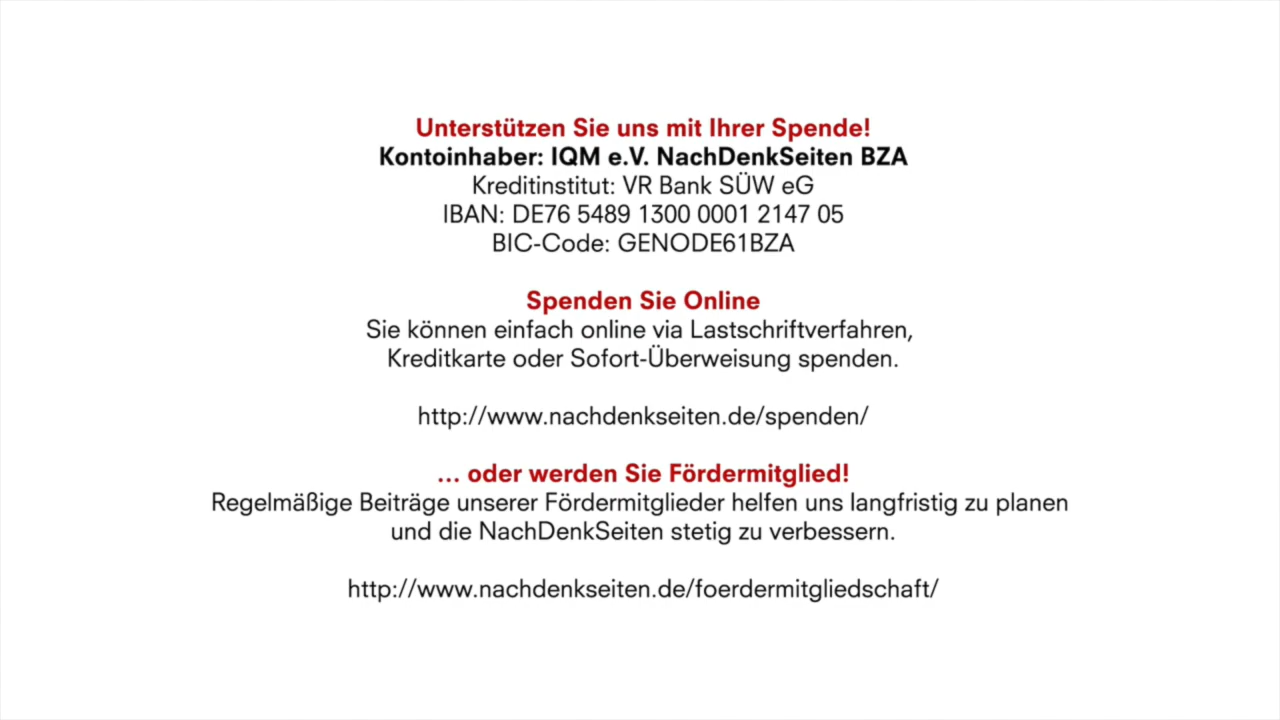 Unterstützen Sie uns mit Ihrer Spende!
Kontoinhaber: IQM e.V. NachDenkSeiten BZA
Kreditinstitut: VR Bank SÜW eG
IBAN: DE76 5489 1300 0001 2147 05
BIC-Code: GENODE61BZA
Spenden Sie Online
Sie können einfach online via Lastschriftverfahren,
Kreditkarte oder Sofort-Überweisung spenden.
http://www.nachdenkseiten.de/spenden/
... oder werden Sie Fördermitglied!
Regelmäßige Beiträge unserer Fördermitglieder helfen uns langfristig zu planen
und die NachDenkSeiten stetig zu verbessern.
http://www.nachdenkseiten.de/foerdermitgliedschaft/